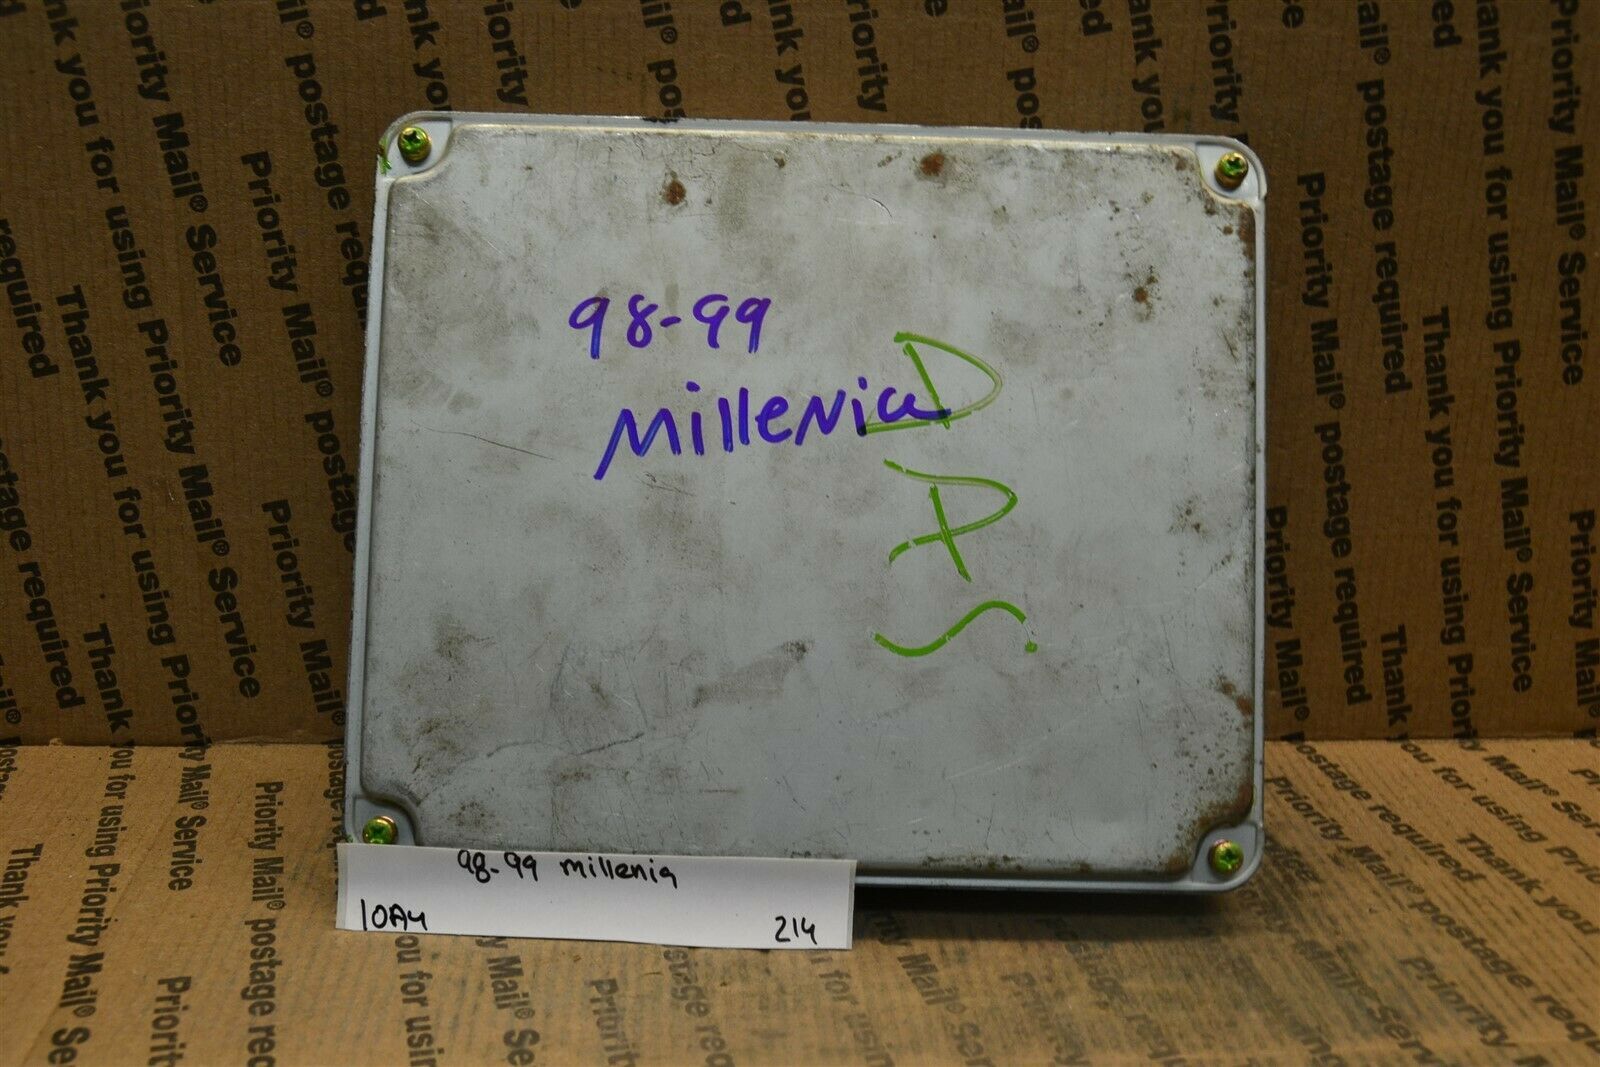 98-99
Millenia
D
P
S
98-99 millenia
10A4
214
Thank you for using Priority Mail® Service
Priority Mail® postage required